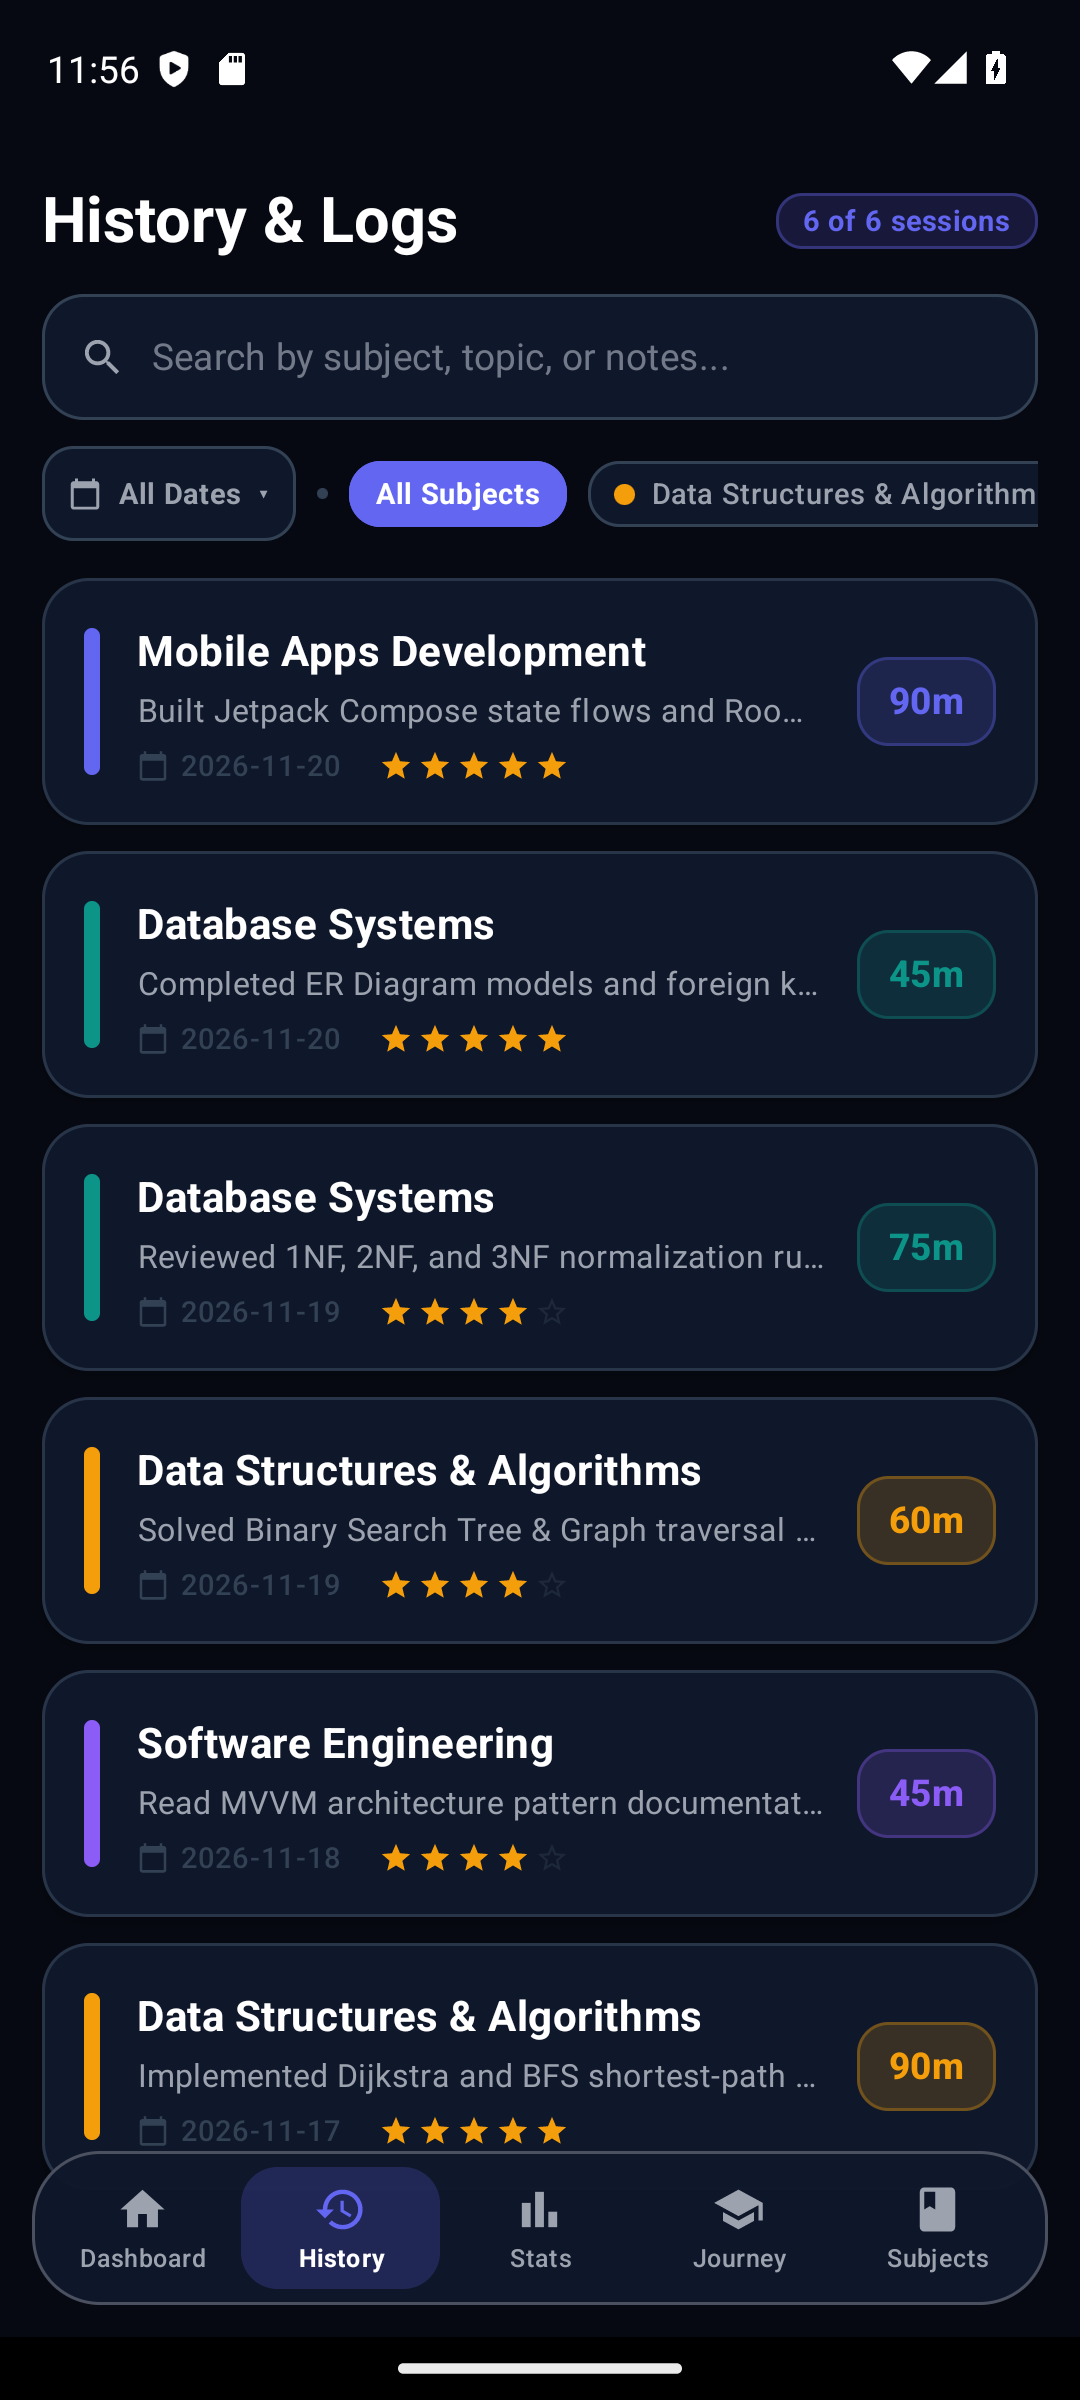 11:56
History & Logs
6 of 6 sessions
Search by subject, topic, or notes...
All Dates
All Subjects
Data Structures & Algorithm
Mobile Apps Development
Built Jetpack Compose state flows and Roo...
2026-11-20
90m
Database Systems
Completed ER Diagram models and foreign k...
2026-11-20
45m
Database Systems
Reviewed 1NF, 2NF, and 3NF normalization ru...
2026-11-19
75m
Data Structures & Algorithms
Solved Binary Search Tree & Graph traversal ...
2026-11-19
60m
Software Engineering
Read MVVM architecture pattern documentat...
2026-11-18
45m
Data Structures & Algorithms
Implemented Dijkstra and BFS shortest-path ...
2026-11-17
90m
Dashboard
History
Stats
Journey
Subjects